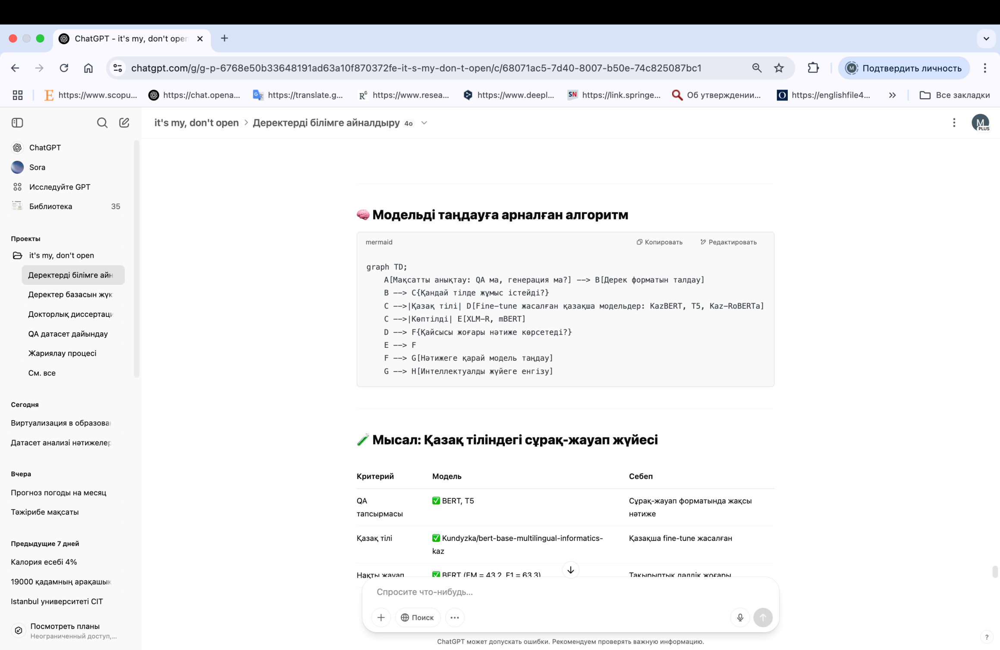 ChatGPT - it's my, don't open
chatgpt.com/g/g-p-6768e50b33648191ad63a10f870372fe-it-s-my-don-t-open/c/68071ac5-7d40-8007-b50e-74c825087bc1
M
Подтвердить личность
https://www.scopu...
https://chat.opena...
https://translate.g...
https://www.resea...
https://www.deepl...
SN https://link.springe...
Об утверждении...
https://englishfile4...
Все закладки
it's my, don't open > Деректерді білімге айналдыру 4o
M
PLUS
ChatGPT
Sora
Исследуйте GPT
Библиотека 35
Проекты
it's my, don't open
Деректерді білімге айн
Деректер базасын жүк
Докторлық диссертаци
QA датасет дайындау
Жариялау процесі
См. все
Сегодня
Виртуализация в образован
Датасет анализі нәтижелер
Вчера
Прогноз погоды на месяц
Тәжірибе мақсаты
Предыдущие 7 дней
Калория есебі 4%
19000 қадамның арақашық
Istanbul университеті CIT
Посмотреть планы
Неограниченный доступ,...
🧠 Модельді таңдауға арналған алгоритм
mermaid
Копировать
Редактировать
graph TD;
A[Мақсатты анықтау: QA ма, генерация ма?] --> B[Дерек форматын талдау]
B --> C{Қандай тілде жұмыс істейді?}
C -->|Қазақ тілі| D[Fine-tune жасалған қазақша модельдер: KazBERT, T5, Kaz-RoBERTa]
C -->|Көптілді| E[XLM-R, mBERT]
D --> F{Қайсысы жоғары нәтиже көрсетеді?}
E --> F
F --> G[Нәтижеге қарай модель таңдау]
G --> H[Интеллектуалды жүйеге енгізу]
🧪 Мысал: Қазақ тіліндегі сұрақ-жауап жүйесі
Критерий Модель Себеп
QA тапсырмасы
✅ BERT, T5
Сұрақ-жауап форматында жақсы
нәтиже
Қазақ тілі
✅ Kundyzka/bert-base-multilingual-informatics-
kaz
Қазақша fine-tune жасалған
Нақты жауап
✅ BERT (EM = 43.2, F1 = 63.3)
Тақырыптық дәлдік жоғары
Спросите что-нибудь...
Поиск
ChatGPT может допускать ошибки. Рекомендуем проверять важную информацию.
?